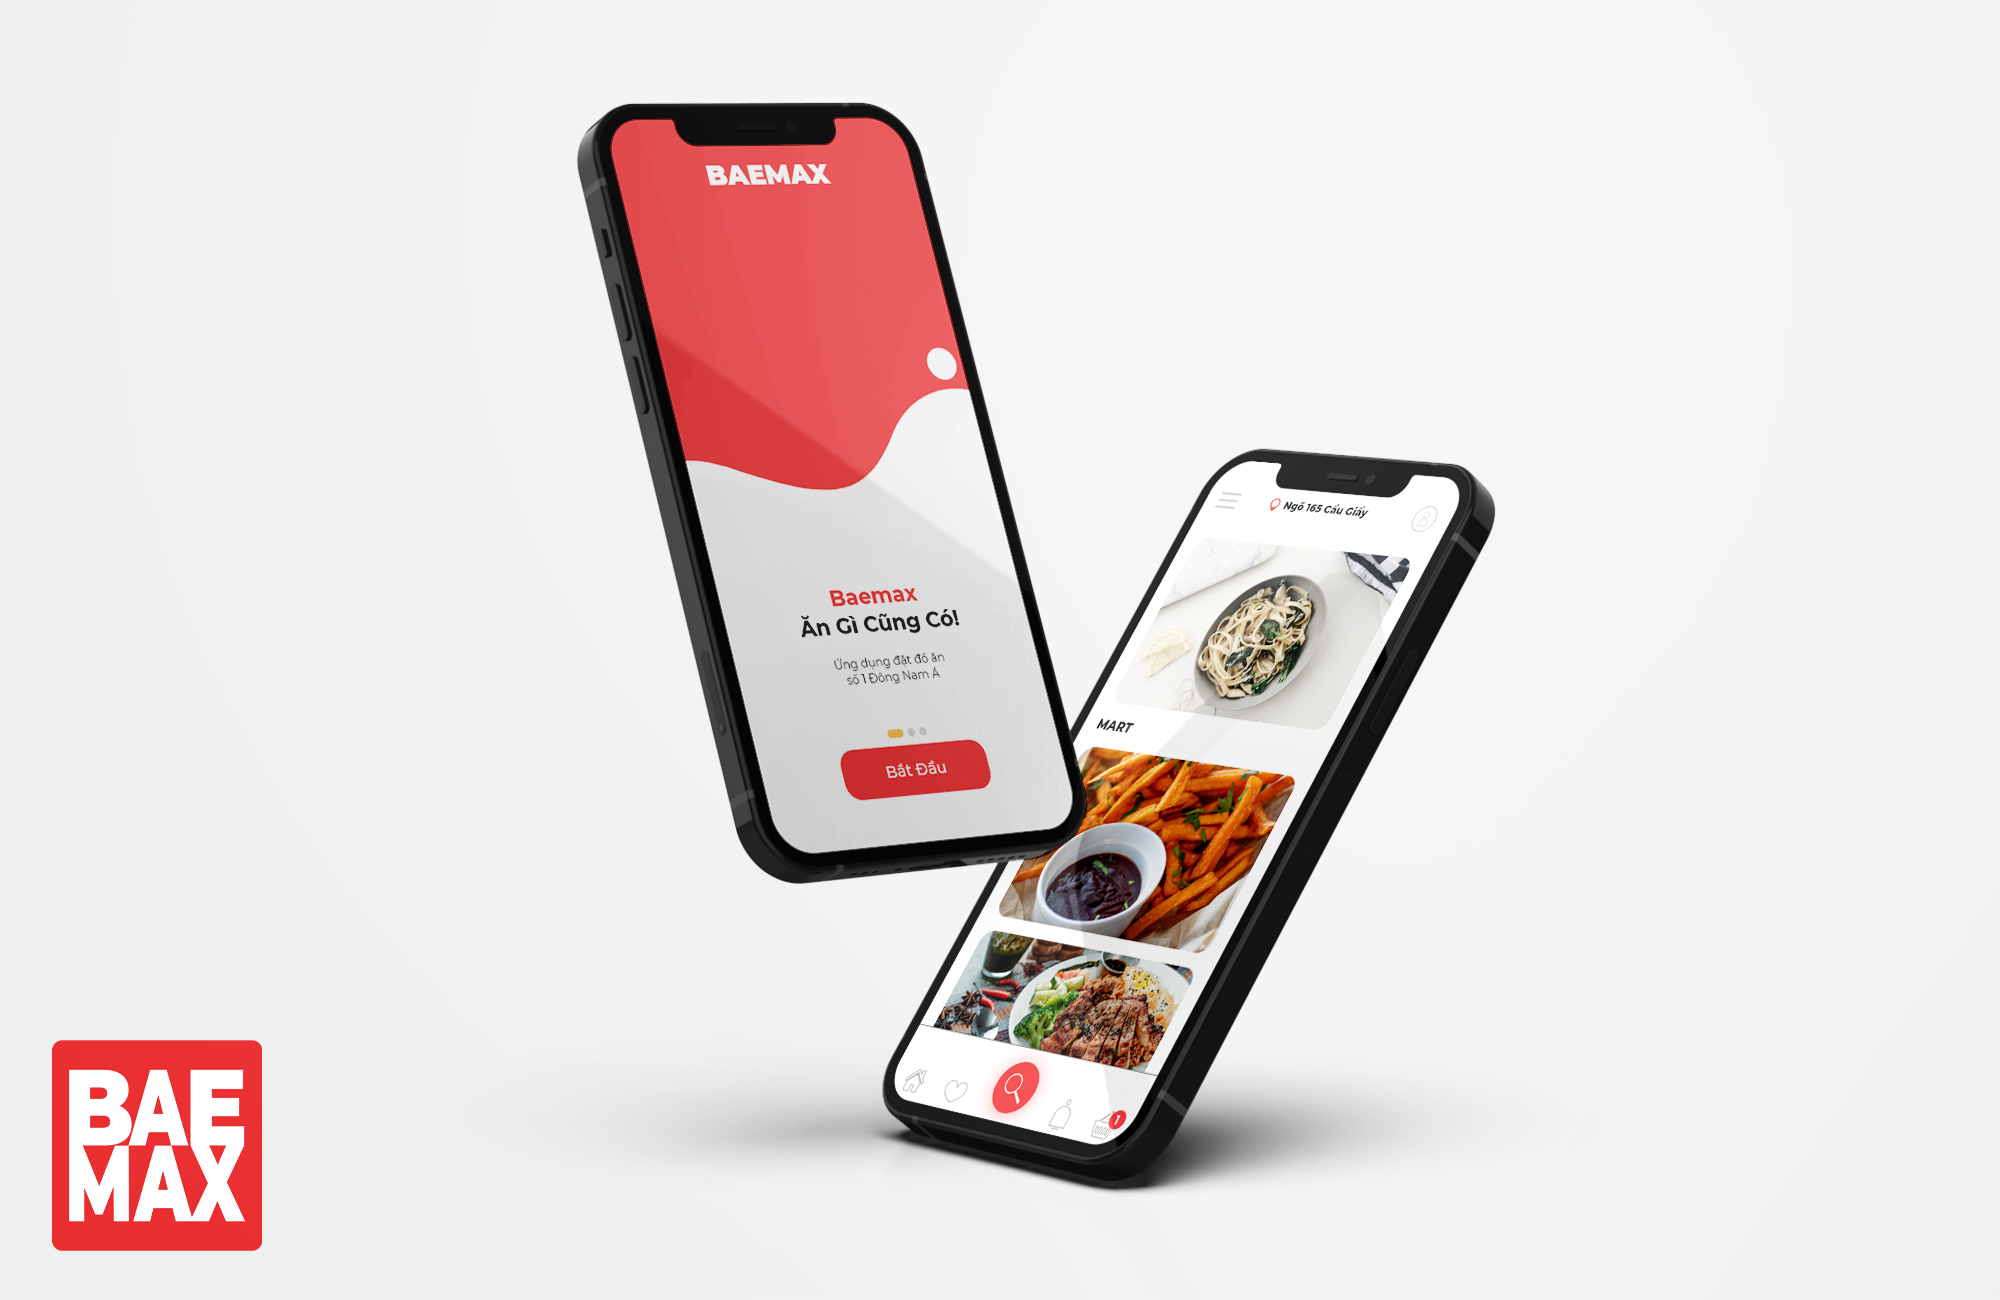 BAEMAX
Baemax
Ăn Gì Cũng Có!
Ứng dụng đặt đồ ăn
số 1 Đông Nam Á
Bắt Đầu
Ngõ 165 Cầu Giấy
MART
1
BAE
MAX